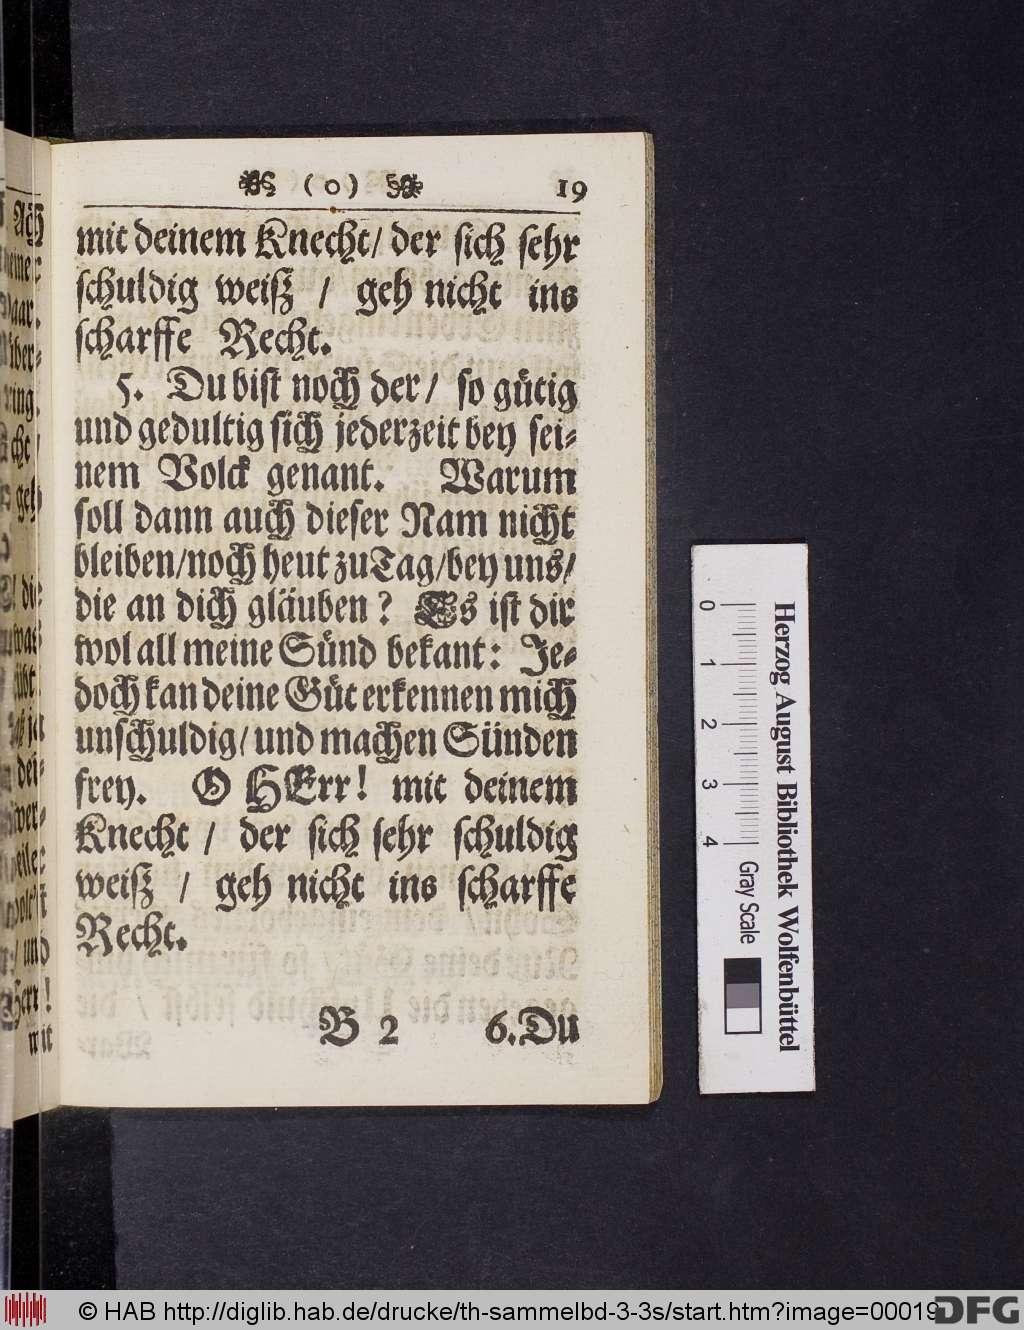 ( o ) 19
mit deinem Knecht/ der sich sehr
schuldig weiß / geh nicht ins
scharffe Recht.
5. Du bist noch der/ so gütig
und gedultig sich jederzeit bey sei-
nem Volck genant. Warum
soll dann auch dieser Nam nicht
bleiben/noch heut zu Tag/bey uns/
die an dich gläuben? Es ist dir
wol all meine Sünd bekant: Je-
doch kan deine Güt erkennen mich
unschuldig/ und machen Sünden
frey. O HErr! mit deinem
Knecht / der sich sehr schuldig
weiß / geh nicht ins scharffe
Recht.
B 2 6. Du
Herzog August Bibliothek Wolfenbüttel
0 1 2 3 4 Gray Scale
© HAB http://diglib.hab.de/drucke/th-sammelbd-3-3s/start.htm?image=00019
DFG